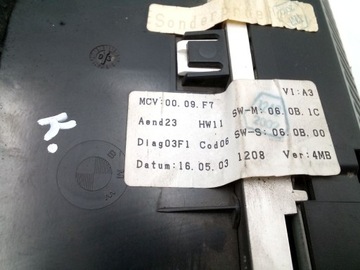 Sonder
MCV:00.09.F7 V1:A3
Aend23 HW11 SW-M:06.0B.1C
Diag03F1 Cod06 SW-S:06.0B.00
Datum:16.05.03 1208 Ver:4MB
K.
BMW